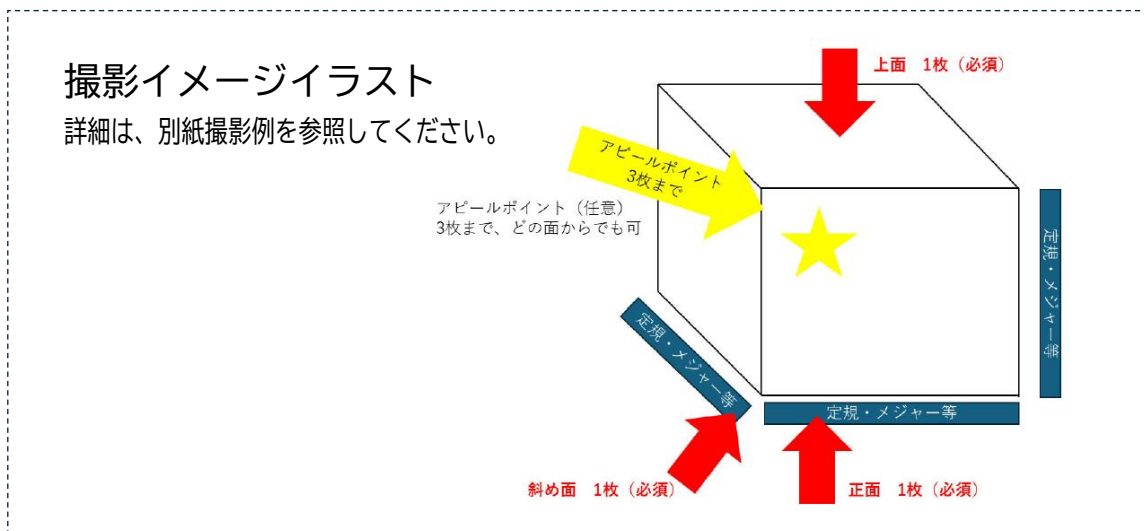 撮影イメージイラスト
詳細は、別紙撮影例を参照してください。
上面　1枚（必須）
アピールポイント
3枚まで
アピールポイント（任意）
3枚まで、どの面からでも可
定規・メジャー等
定規・メジャー等
定規・メジャー等
斜め面　1枚（必須）
正面　1枚（必須）